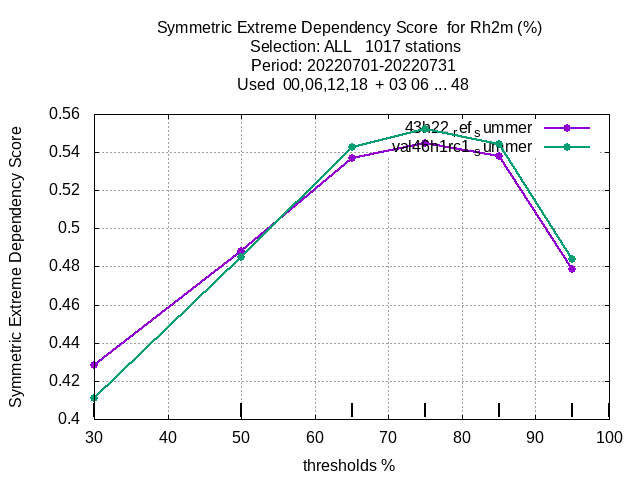 Symmetric Extreme Dependency Score for Rh2m (%)
Selection: ALL 1017 stations
Period: 20220701-20220731
Used 00,06,12,18 + 03 06 ... 48
Symmetric Extreme Dependency Score
0.56
0.54
0.52
0.5
0.48
0.46
0.44
0.42
0.4
43h22_ref_summer
val46h1rc1_summer
30 40 50 60 70 80 90 100
thresholds %